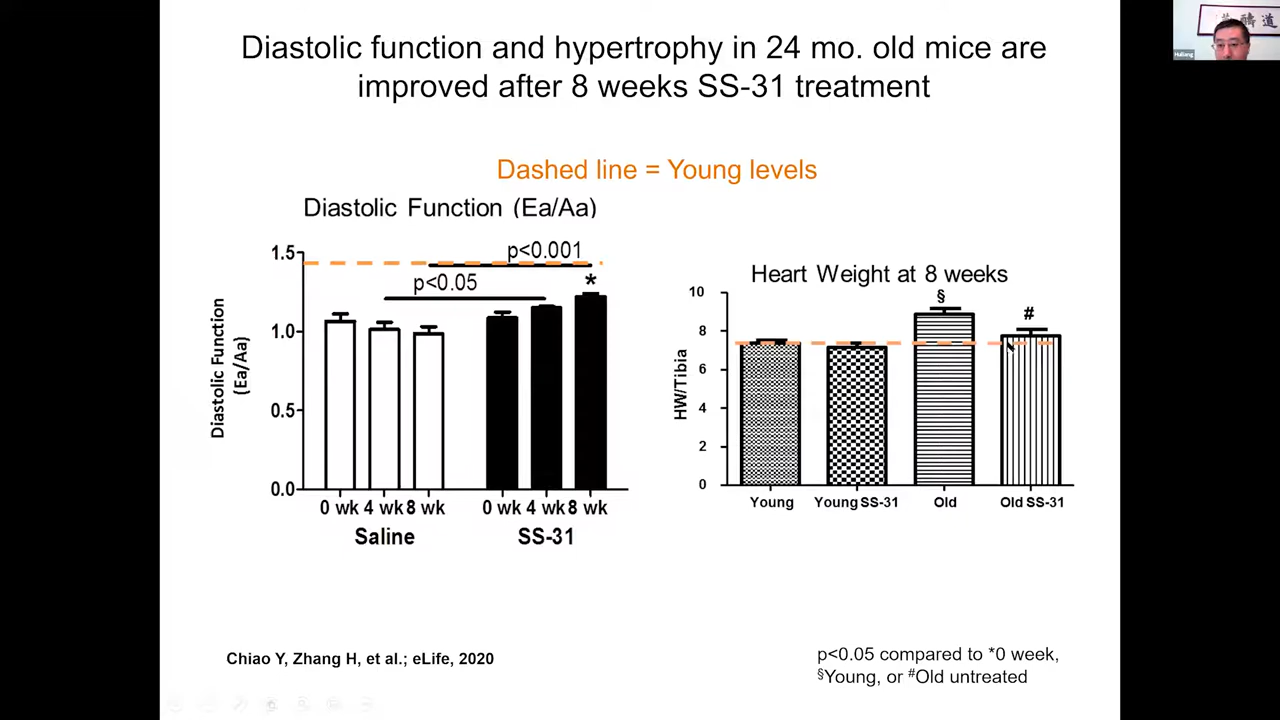 Diastolic function and hypertrophy in 24 mo. old mice are
improved after 8 weeks SS-31 treatment
Dashed line = Young levels
Diastolic Function (Ea/Aa)
1.5
1.0
0.5
0.0
Diastolic Function
(Ea/Aa)
p<0.001
p<0.05
*
0 wk 4 wk 8 wk
0 wk 4 wk 8 wk
Saline
SS-31
Heart Weight at 8 weeks
10
8
6
4
2
0
HW/Tibia
§
#
Young
Young SS-31
Old
Old SS-31
Chiao Y, Zhang H, et al.; eLife, 2020
p<0.05 compared to *0 week,
§Young, or #Old untreated